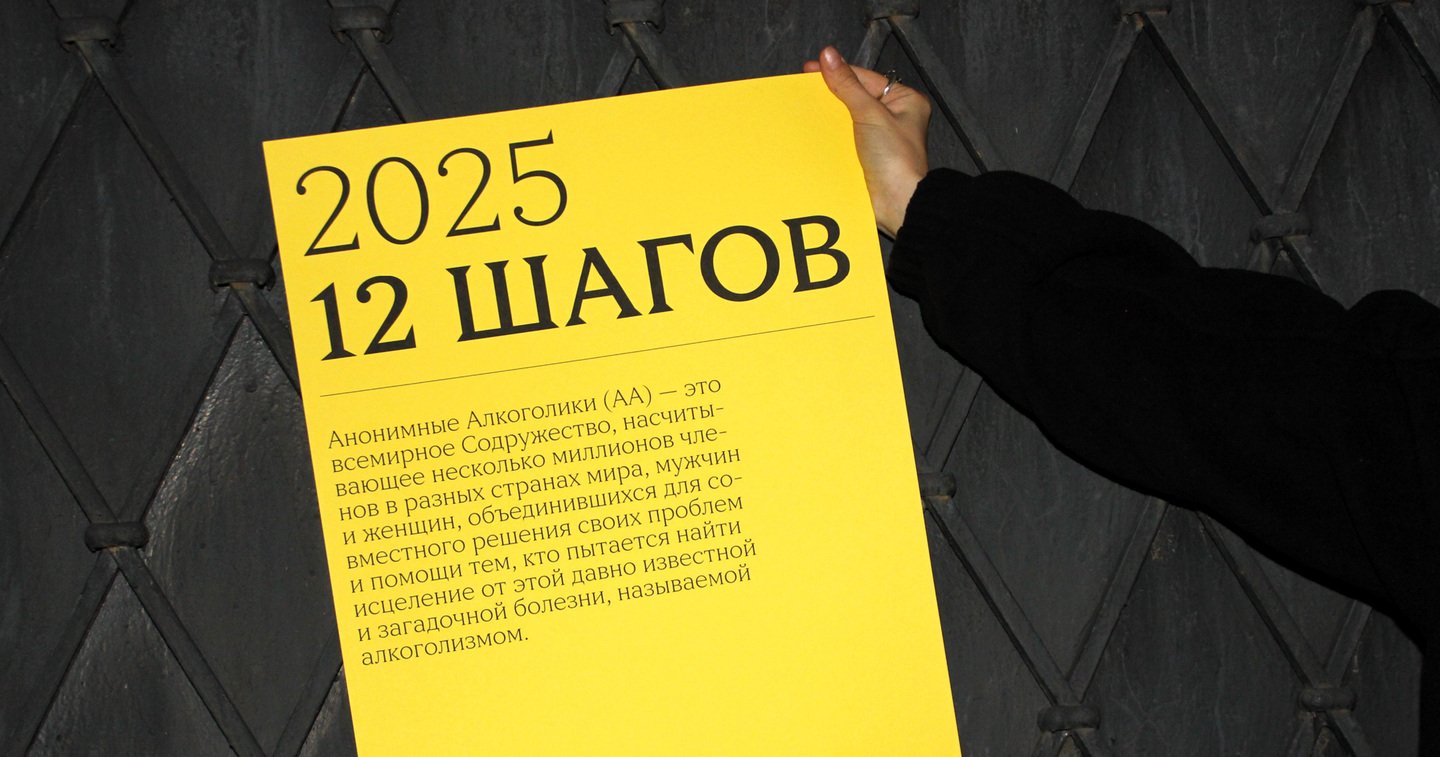 2025
12 ШАГОВ
Анонимные Алкоголики (АА) — это
всемирное Содружество, насчиты-
вающее несколько миллионов чле-
нов в разных странах мира, мужчин
и женщин, объединившихся для со-
вместного решения своих проблем
и помощи тем, кто пытается найти
исцеление от этой давно известной
и загадочной болезни, называемой
алкоголизмом.